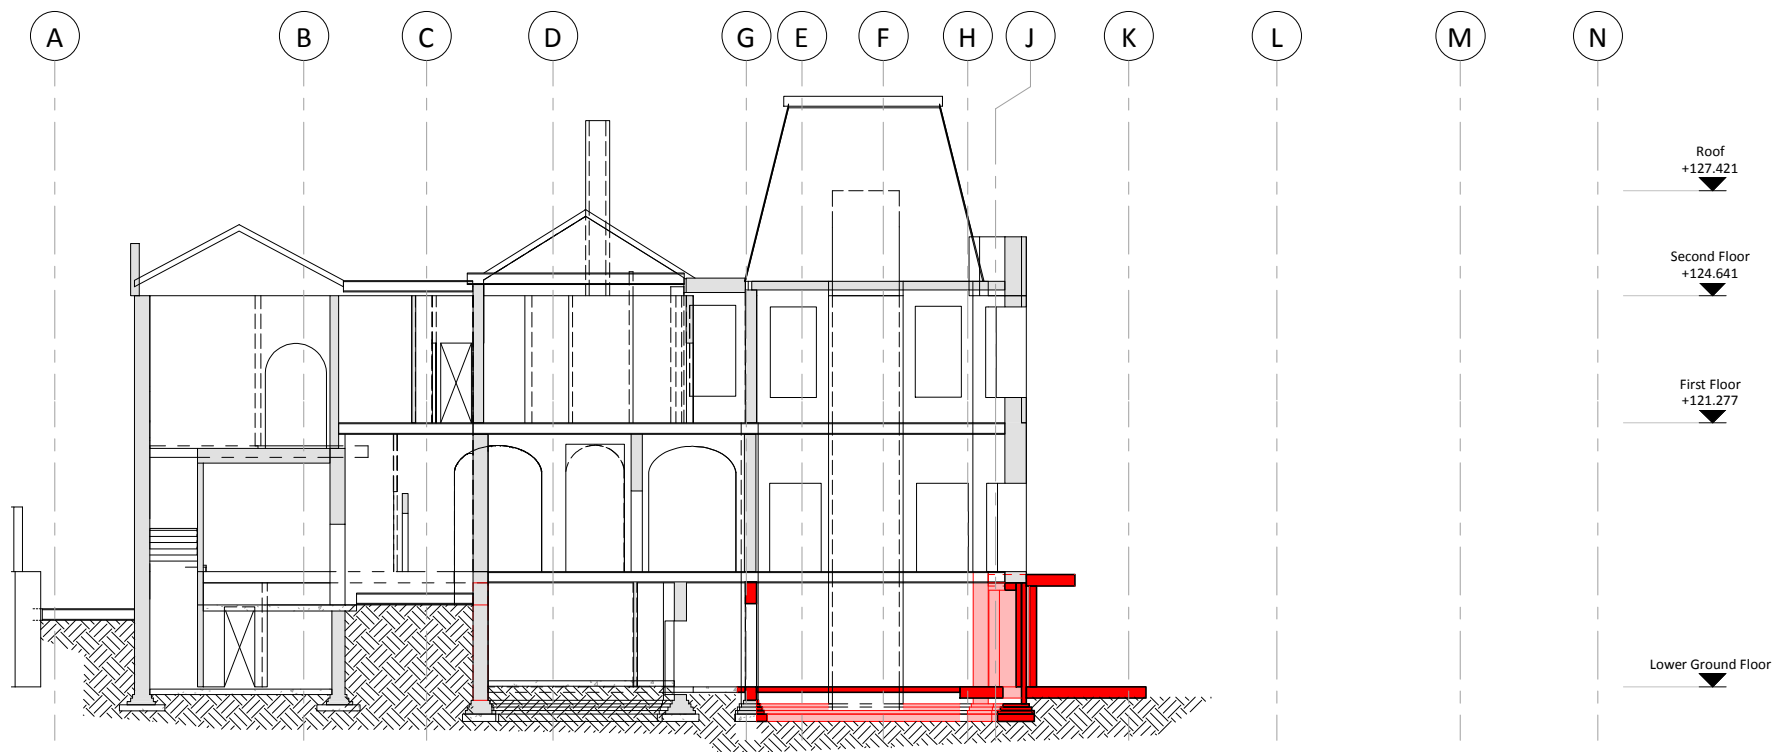 A B C D G E F H J K L M N
Roof
+127.421
Second Floor
+124.641
First Floor
+121.277
Lower Ground Floor